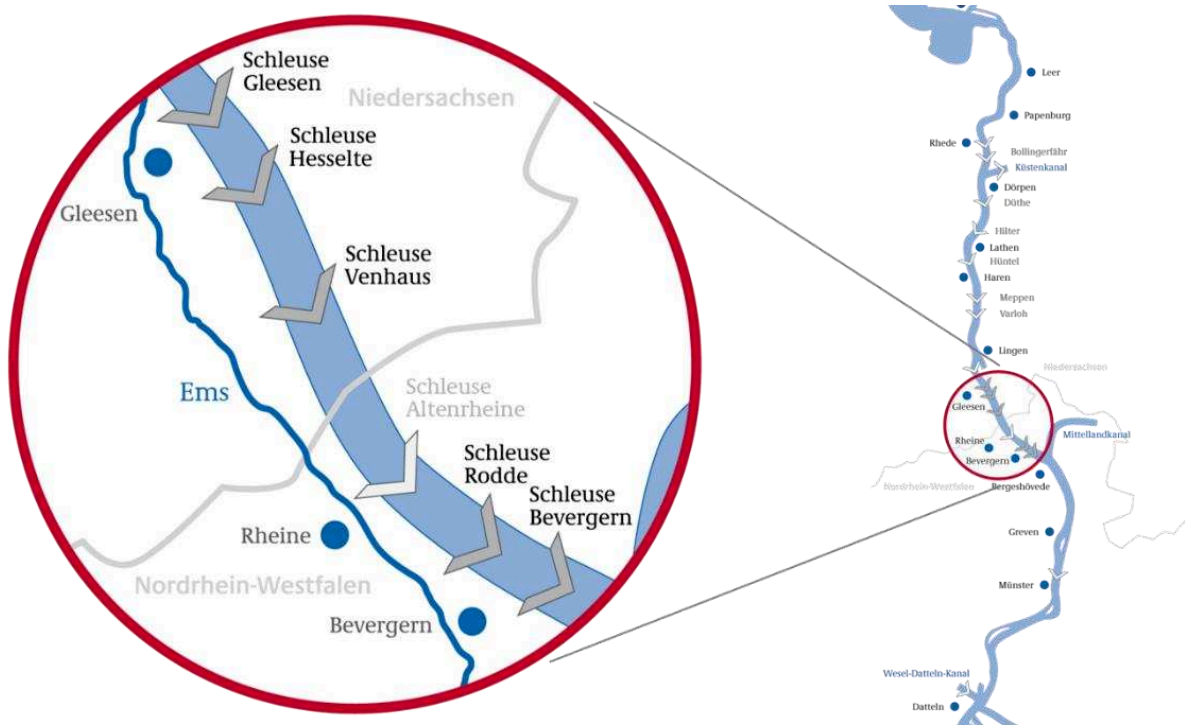 Schleuse
Gleesen
Niedersachsen
Schleuse
Hesselte
Gleesen
Schleuse
Venhaus
Ems
Schleuse
Altenrheine
Schleuse
Rodde
Schleuse
Bevergern
Rheine
Nordrhein-Westfalen
Bevergern
Leer
Papenburg
Rhede
Bollingerfähr
Küstenkanal
Dörpen
Düthe
Hilter
Lathen
Hüntel
Haren
Meppen
Varloh
Lingen
Niedersachsen
Gleesen
Mittellandkanal
Rheine
Bevergern
Bergeshövede
Nordrhein-Westfalen
Greven
Münster
Wesel-Datteln-Kanal
Datteln